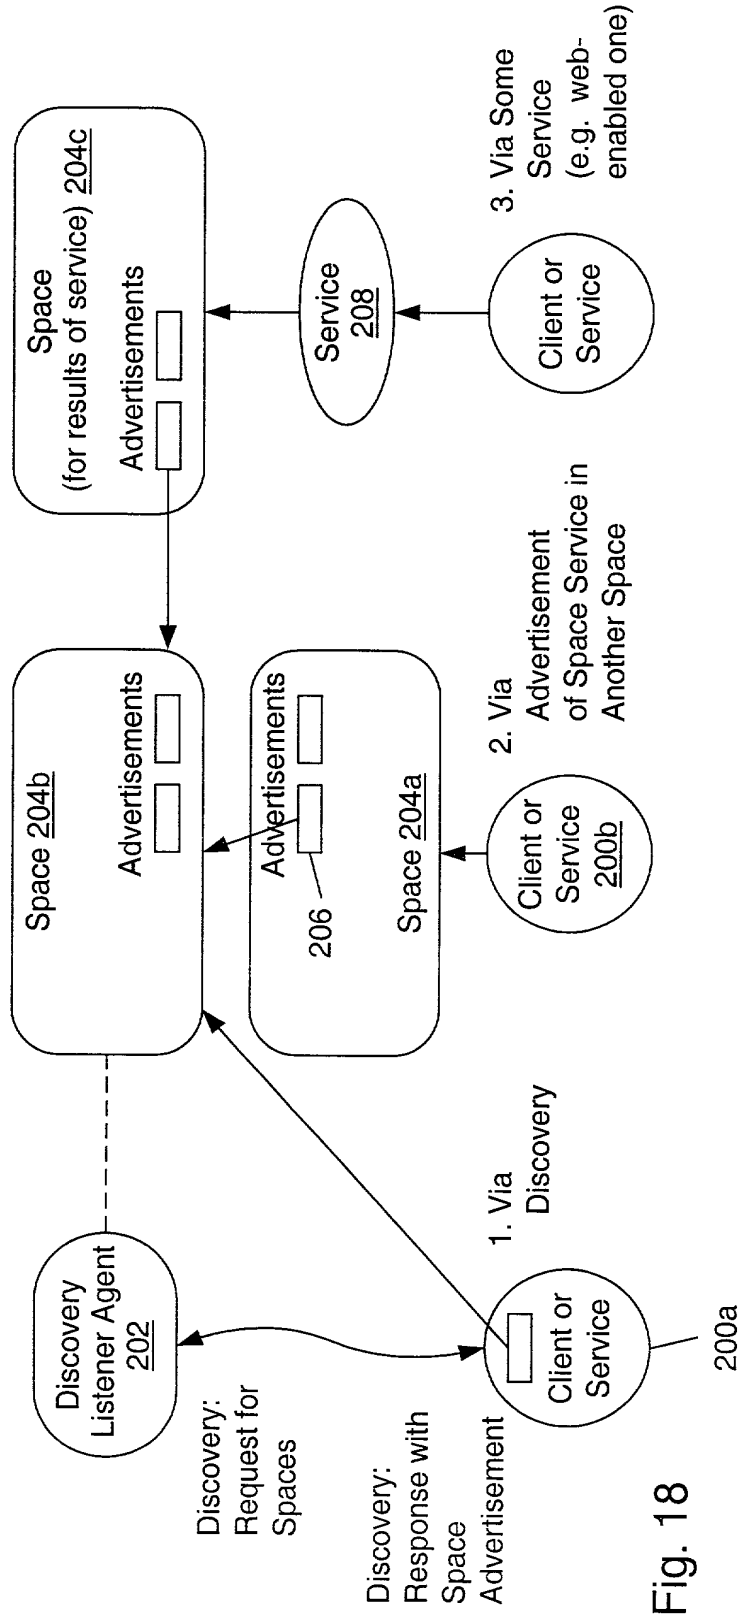 Discovery
Listener Agent
202
Discovery:
Request for
Spaces
Discovery:
Response with
Space
Advertisement
Client or
Service
200a
1. Via
Discovery
Space 204b
Advertisements
Advertisements
206
Space 204a
Client or
Service
200b
2. Via
Advertisement
of Space Service in
Another Space
Space
(for results of service) 204c
Advertisements
Service
208
Client or
Service
3. Via Some
Service
(e.g. web-
enabled one)
Fig. 18